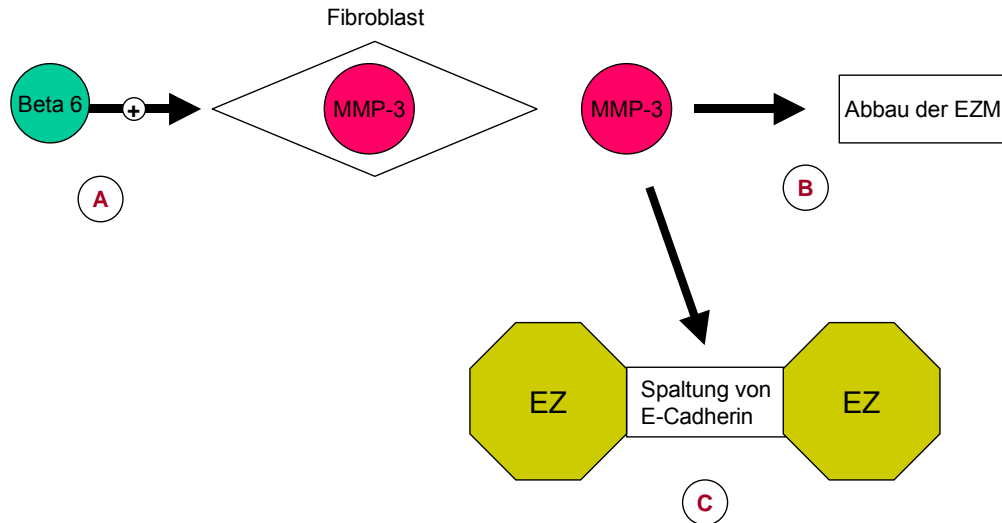 Fibroblast
Beta 6
+
MMP-3
MMP-3
Abbau der EZM
A
B
EZ
Spaltung von
E-Cadherin
EZ
C